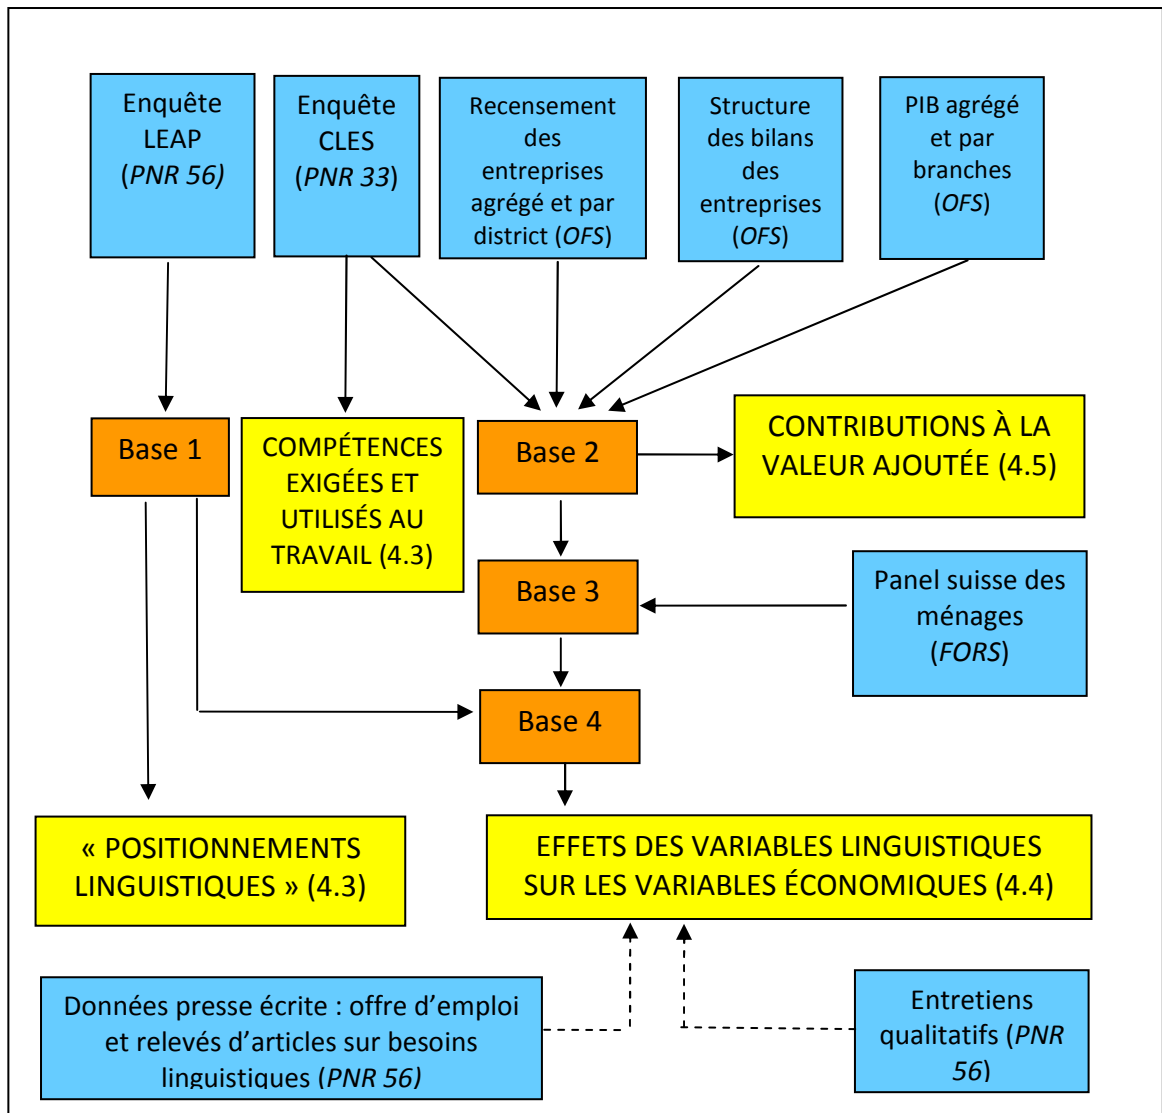 Enquête
LEAP
(PNR 56)
Enquête
CLES
(PNR 33)
Recensement
des
entreprises
agrégé et par
district (OFS)
Structure
des bilans
des
entreprises
(OFS)
PIB agrégé
et par
branches
(OFS)
Base 1
COMPÉTENCES
EXIGÉES ET
UTILISÉS AU
TRAVAIL (4.3)
Base 2
CONTRIBUTIONS À LA
VALEUR AJOUTÉE (4.5)
Base 3
Panel suisse des
ménages
(FORS)
Base 4
« POSITIONNEMENTS
LINGUISTIQUES » (4.3)
EFFETS DES VARIABLES LINGUISTIQUES
SUR LES VARIABLES ÉCONOMIQUES (4.4)
Données presse écrite : offre d’emploi
et relevés d’articles sur besoins
linguistiques (PNR 56)
Entretiens
qualitatifs (PNR
56)